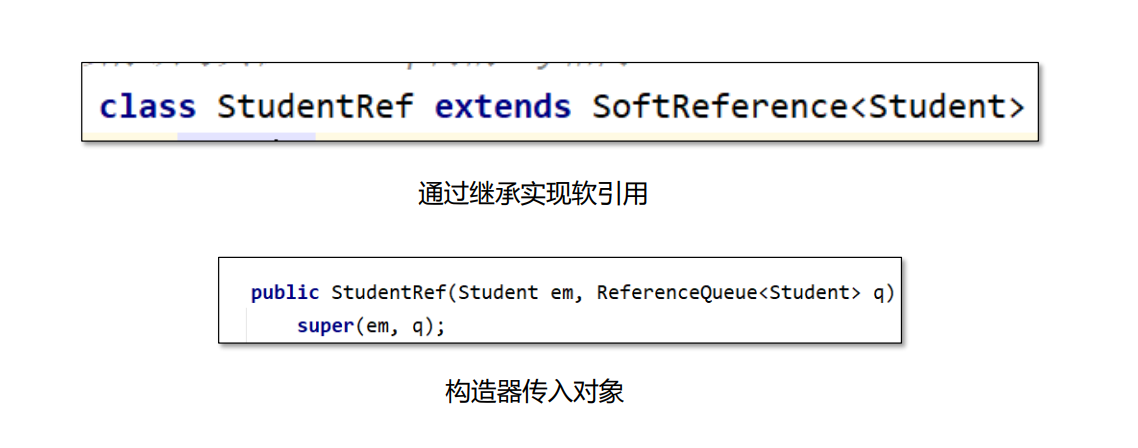 class StudentRef extends SoftReference<Student>
通过继承实现软引用
public StudentRef(Student em, ReferenceQueue<Student> q)
super(em, q);
构造器传入对象